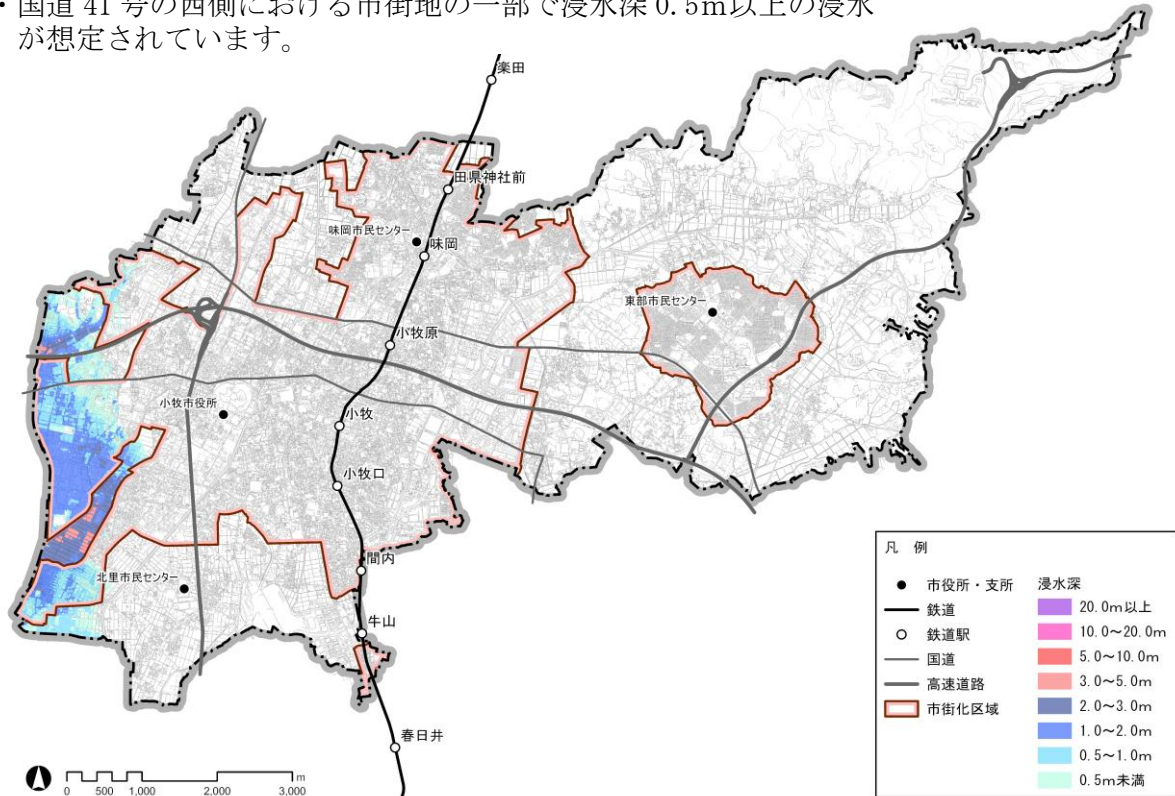 ・国道 41 号の西側における市街地の一部で浸水深 0.5m以上の浸水
が想定されています。
楽田
田県神社前
味岡市民センター
味岡
東部市民センター
小牧原
小牧市役所
小牧
小牧口
間内
北里市民センター
牛山
春日井
0 500 1,000 2,000 3,000 m
凡 例
市役所・支所
鉄道
鉄道駅
国道
高速道路
市街化区域
浸水深
20.0m以上
10.0～20.0m
5.0～10.0m
3.0～5.0m
2.0～3.0m
1.0～2.0m
0.5～1.0m
0.5m未満